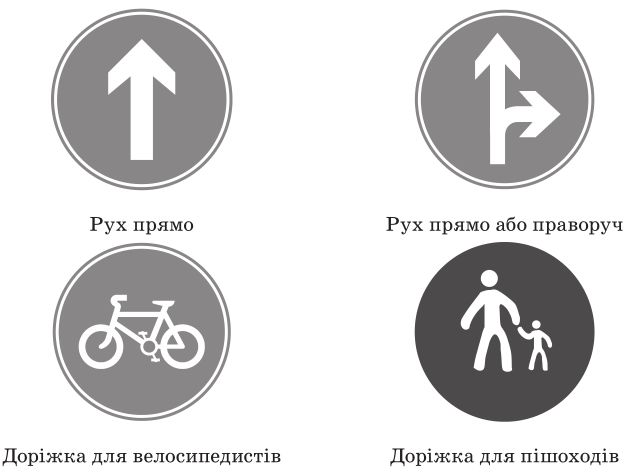 Рух прямо
Рух прямо або праворуч
Доріжка для велосипедистів
Доріжка для пішоходів